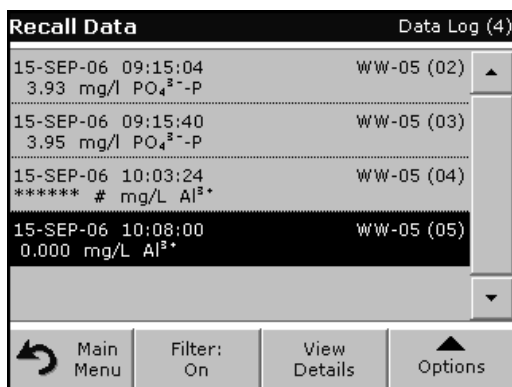 Recall Data Data Log (4)
15-SEP-06 09:15:04 WW-05 (02)
3.93 mg/l PO₄³⁻-P
15-SEP-06 09:15:40 WW-05 (03)
3.95 mg/l PO₄³⁻-P
15-SEP-06 10:03:24 WW-05 (04)
****** # mg/L Al³⁺
15-SEP-06 10:08:00 WW-05 (05)
0.000 mg/L Al³⁺
Main Menu
Filter: On
View Details
Options